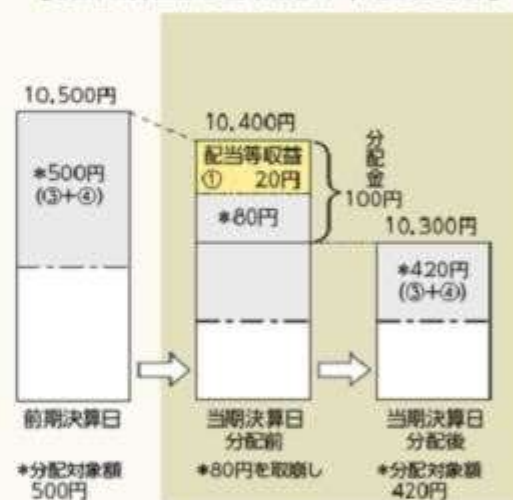 10,500円
*500円
(③+④)
前期決算日
*分配対象額
500円
10,400円
配当等収益
① 20円
*80円
分配金
100円
当期決算日
分配前
*80円を取崩し
10,300円
*420円
(③+④)
当期決算日
分配後
*分配対象額
420円